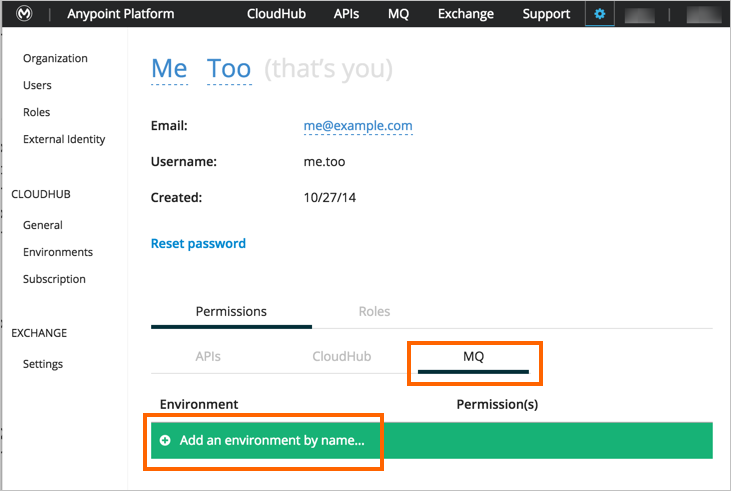 Anypoint Platform CloudHub APIs MQ Exchange Support
Organization
Users
Roles
External Identity
CLOUDHUB
General
Environments
Subscription
EXCHANGE
Settings
Me Too (that's you)
Email: me@example.com
Username: me.too
Created: 10/27/14
Reset password
Permissions Roles
APIs CloudHub MQ
Environment Permission(s)
Add an environment by name...